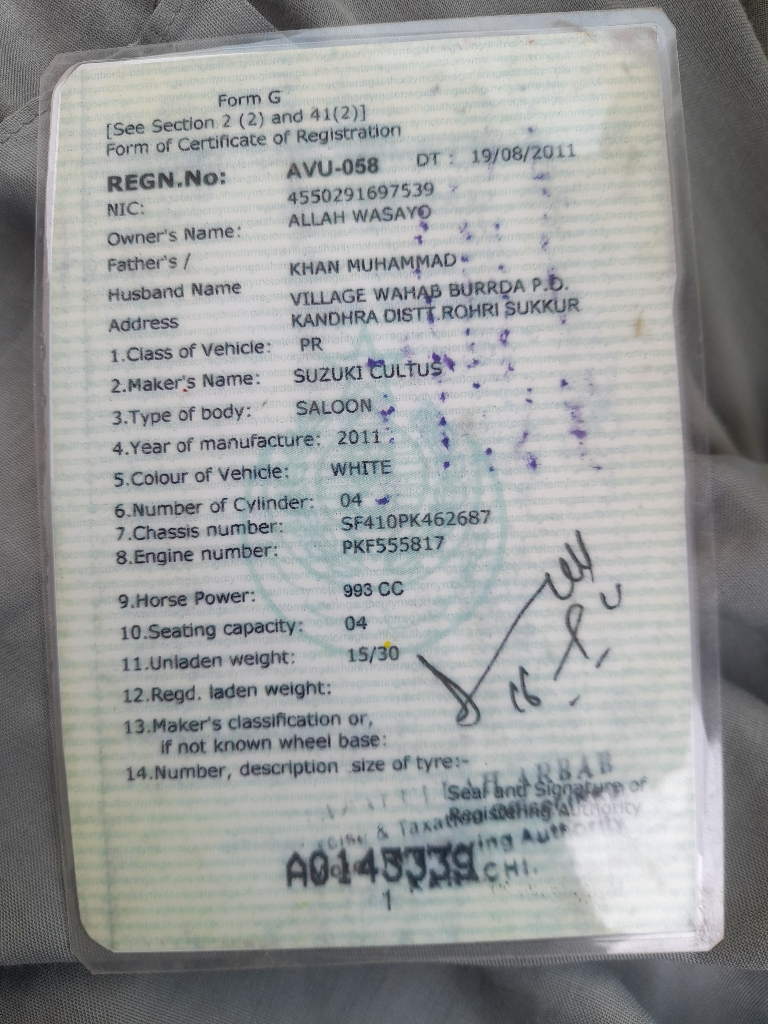 Form G
[See Section 2 (2) and 41(2)]
Form of Certificate of Registration
REGN.No: AVU-058 DT : 19/08/2011
NIC: 4550291697539
Owner's Name: ALLAH WASAYO
Father's / KHAN MUHAMMAD
Husband Name VILLAGE WAHAB BURRDA P.O.
Address KANDHRA DISTT.ROHRI SUKKUR
1.Class of Vehicle: PR
2.Maker's Name: SUZUKI CULTUS
3.Type of body: SALOON
4.Year of manufacture: 2011
5.Colour of Vehicle: WHITE
6.Number of Cylinder: 04
7.Chassis number: SF410PK462687
8.Engine number: PKF555817
9.Horse Power: 993 CC
10.Seating capacity: 04
11.Unladen weight: 15/30
12.Regd. laden weight:
13.Maker's classification or,
if not known wheel base:
14.Number, description size of tyre:-
ARBAB
Seal and Signature of
Registering Authority
& Taxation
Authority
A0143339
1